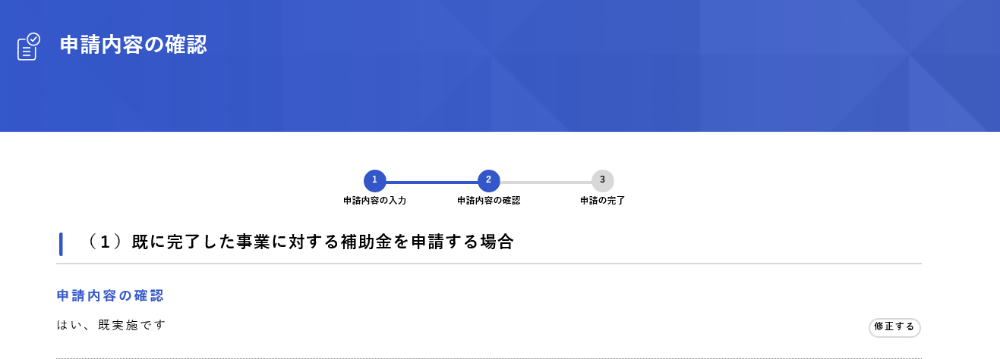 申請内容の確認
1
2
3
申請内容の入力
申請内容の確認
申請の完了
（１）既に完了した事業に対する補助金を申請する場合
申請内容の確認
はい、既実施です
修正する